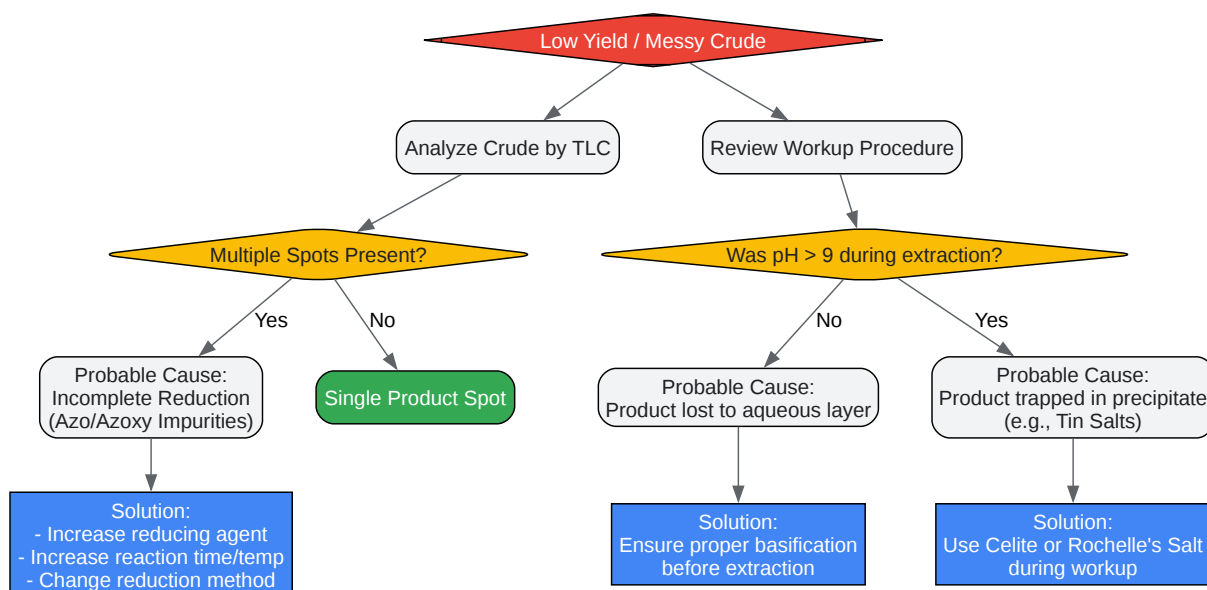 Low Yield / Messy Crude
Analyze Crude by TLC
Review Workup Procedure
Multiple Spots Present?
Was pH > 9 during extraction?
Yes
No
No
Yes
Probable Cause:
Incomplete Reduction
(Azo/Azoxy Impurities)
Single Product Spot
Probable Cause:
Product lost to aqueous layer
Probable Cause:
Product trapped in precipitate
(e.g., Tin Salts)
Solution:
- Increase reducing agent
- Increase reaction time/temp
- Change reduction method
Solution:
Ensure proper basification
before extraction
Solution:
Use Celite or Rochelle's Salt
during workup